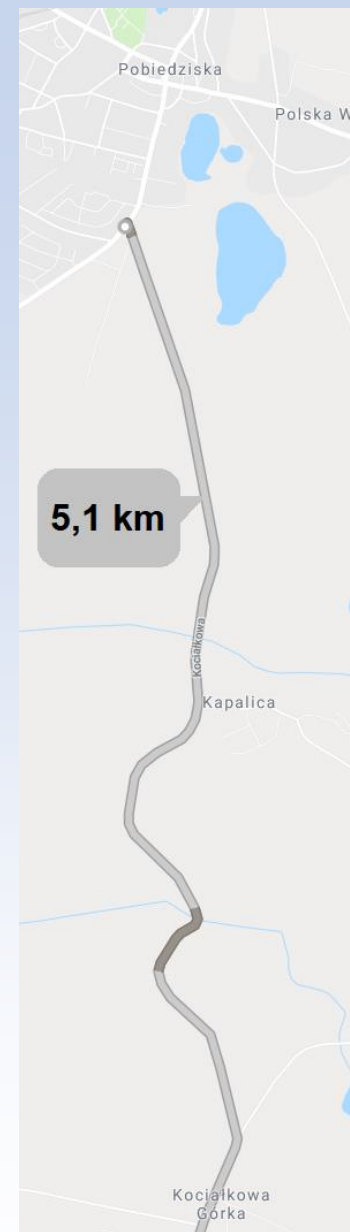 Pobiedziska
Polska W
5,1 km
Kociałkowa
Kapalica
Kociałkowa
Górka